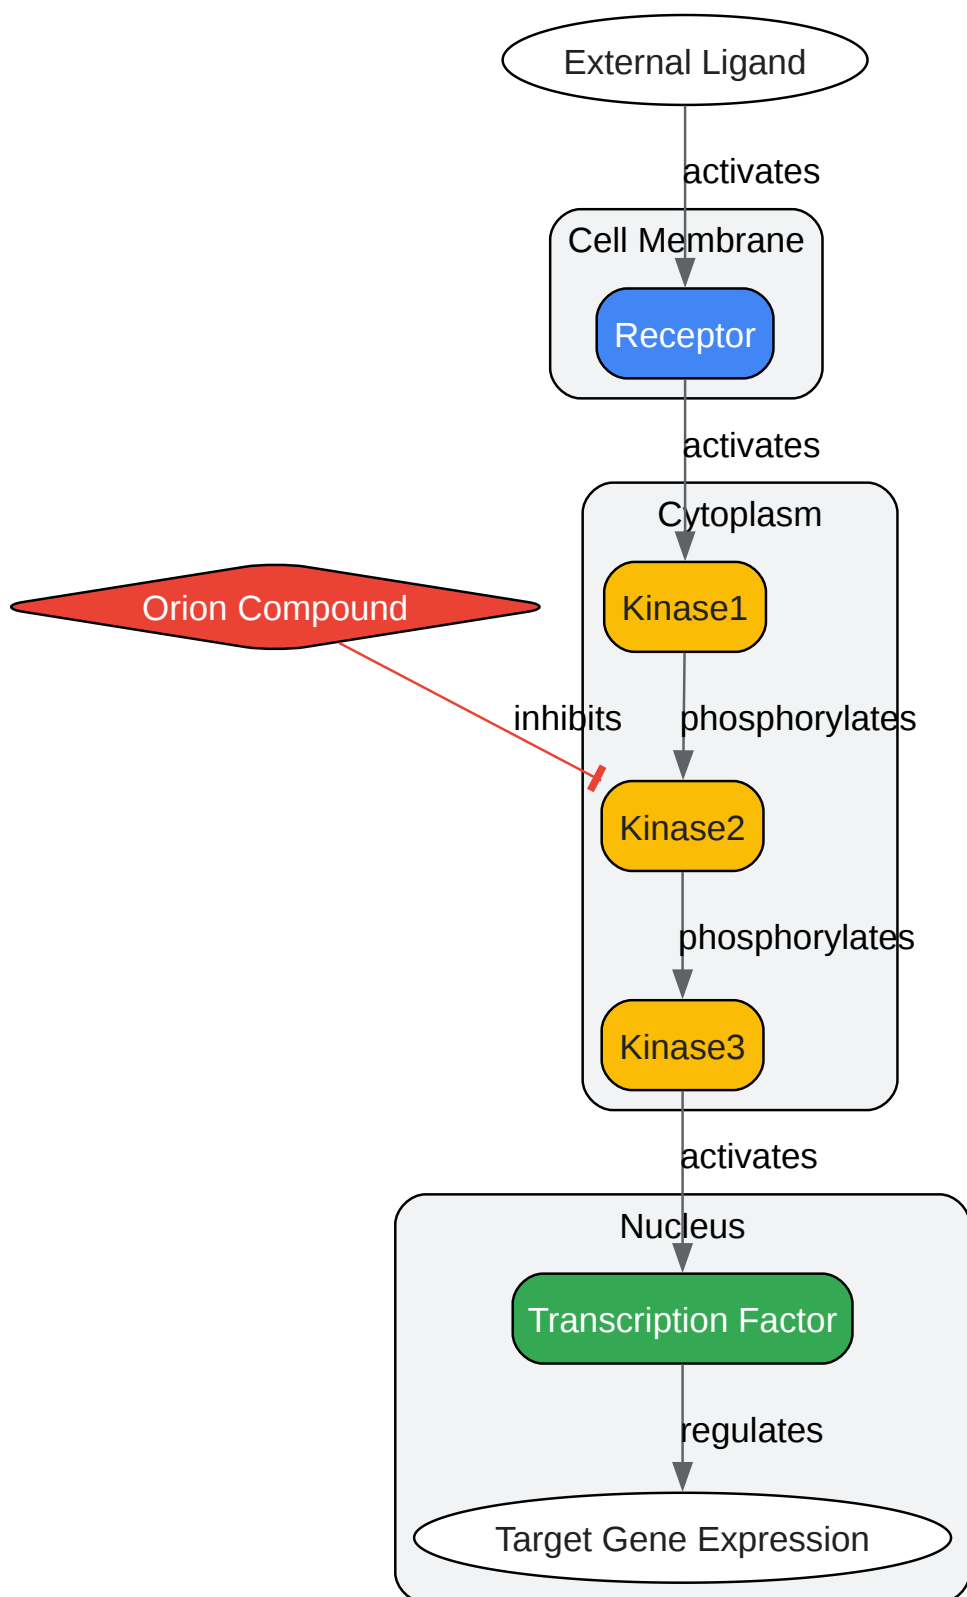 External Ligand
activates
Cell Membrane
Receptor
activates
Cytoplasm
Orion Compound
Kinase1
inhibits
phosphorylates
Kinase2
phosphorylates
Kinase3
activates
Nucleus
Transcription Factor
regulates
Target Gene Expression